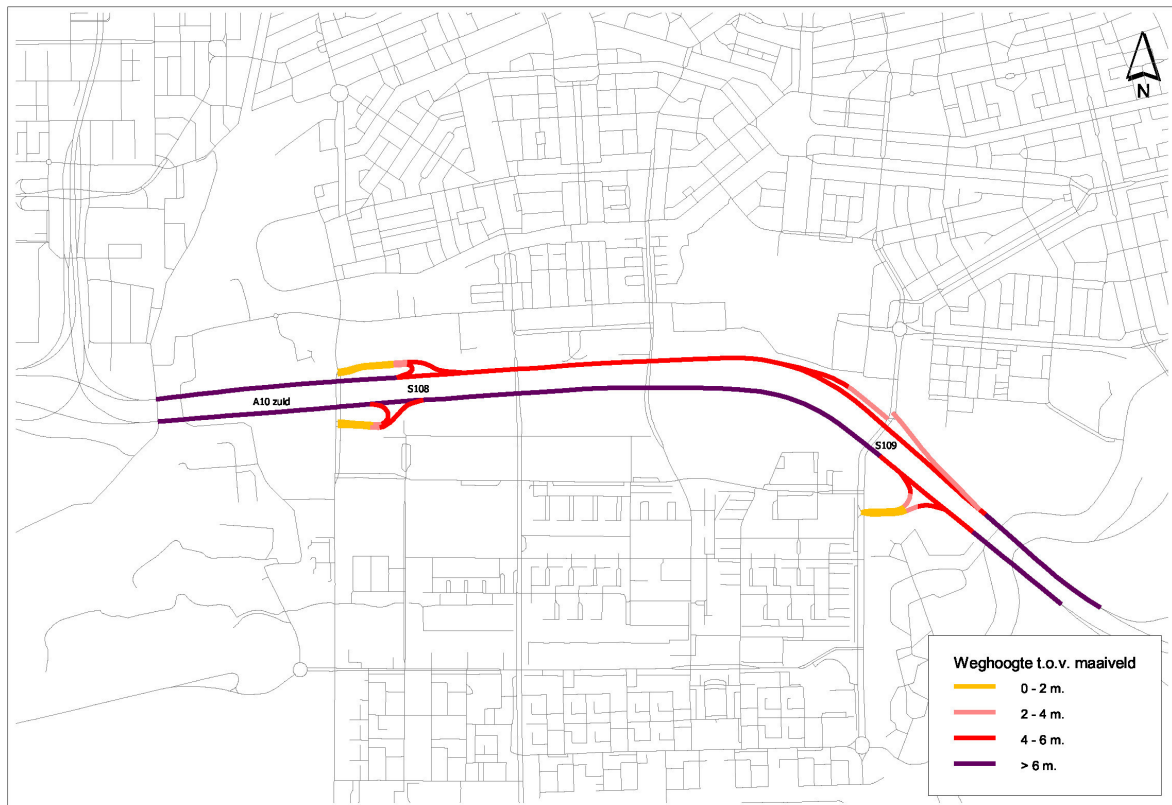 N
S108
A10 zuid
S109
Weghoogte t.o.v. maaiveld
0 - 2 m.
2 - 4 m.
4 - 6 m.
> 6 m.